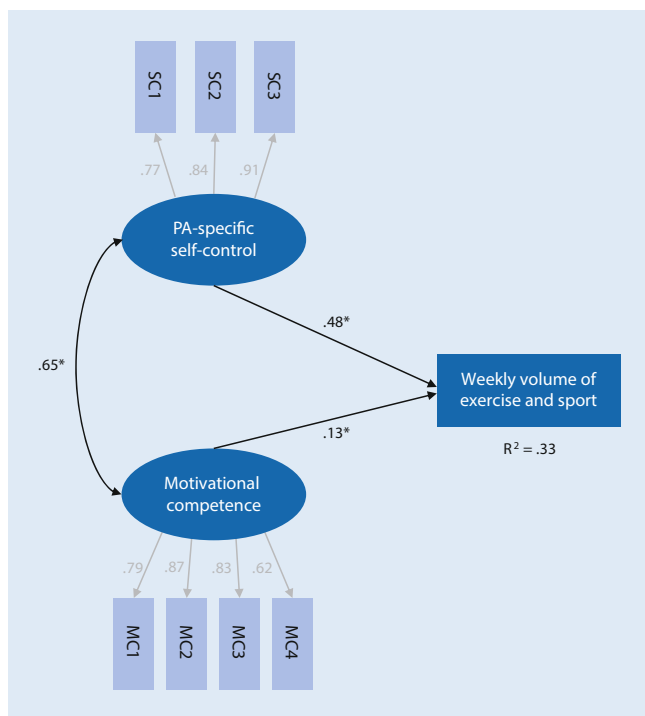 SC1
SC2
SC3
.77
.84
.91
PA-specific
self-control
.48*
.65*
Weekly volume of
exercise and sport
.13*
R² = .33
Motivational
competence
.79
.87
.83
.62
MC1
MC2
MC3
MC4